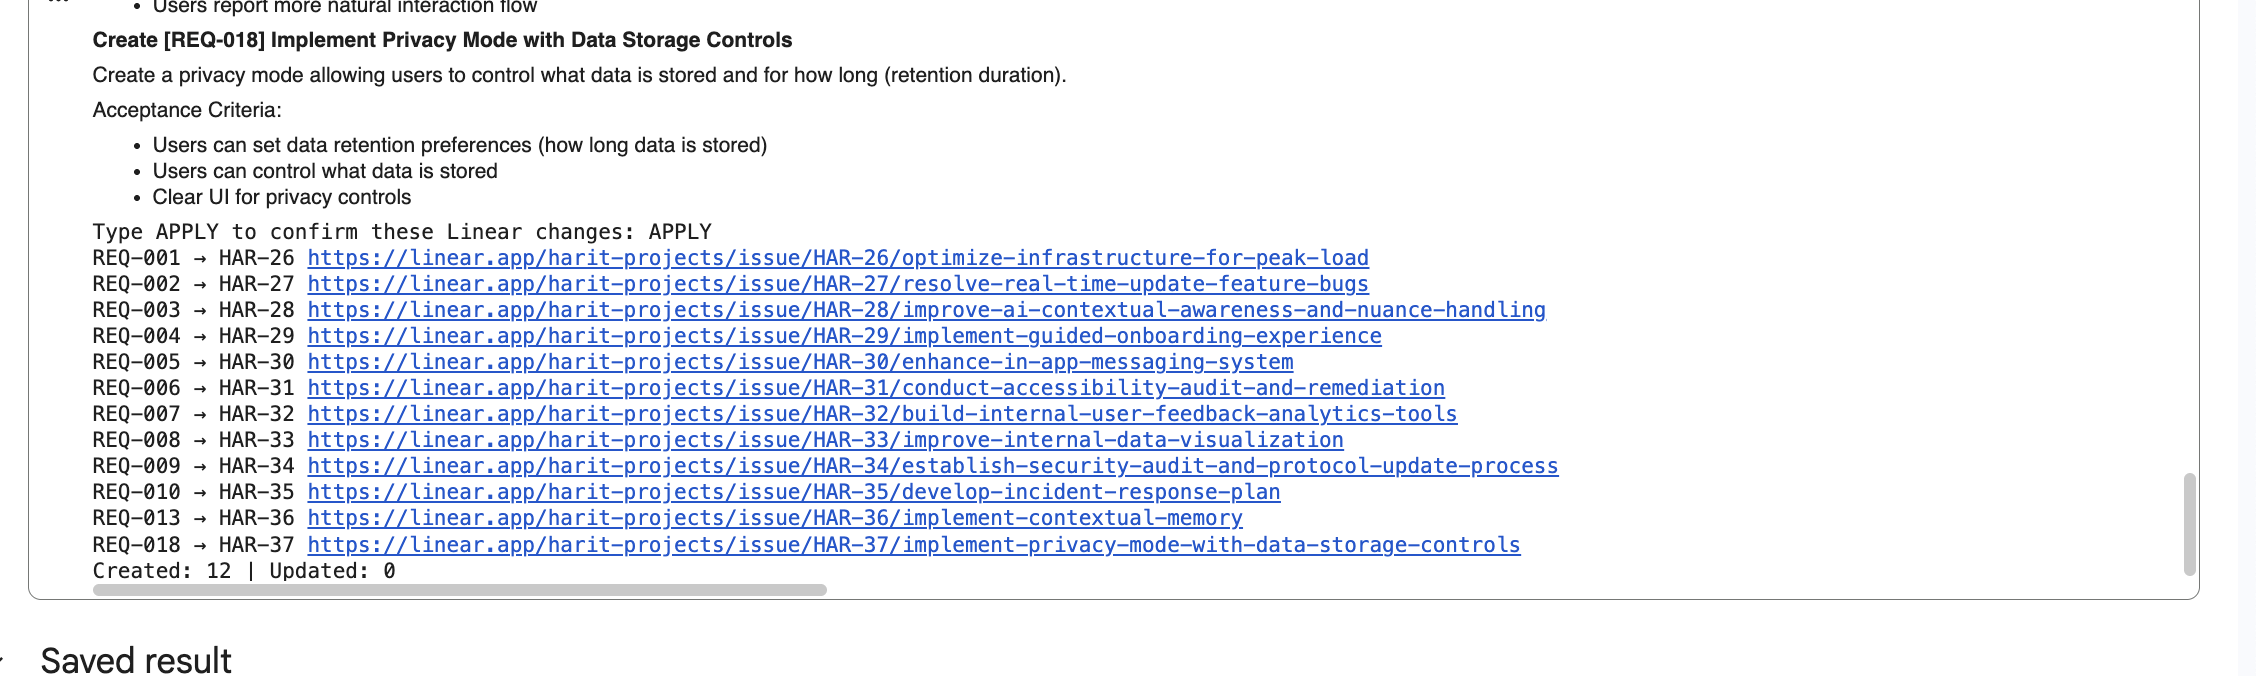 Users report more natural interaction flow
Create [REQ-018] Implement Privacy Mode with Data Storage Controls
Create a privacy mode allowing users to control what data is stored and for how long (retention duration).
Acceptance Criteria:
• Users can set data retention preferences (how long data is stored)
• Users can control what data is stored
• Clear UI for privacy controls
Type APPLY to confirm these Linear changes: APPLY
REQ-001 → HAR-26 https://linear.app/harit-projects/issue/HAR-26/optimize-infrastructure-for-peak-load
REQ-002 → HAR-27 https://linear.app/harit-projects/issue/HAR-27/resolve-real-time-update-feature-bugs
REQ-003 → HAR-28 https://linear.app/harit-projects/issue/HAR-28/improve-ai-contextual-awareness-and-nuance-handling
REQ-004 → HAR-29 https://linear.app/harit-projects/issue/HAR-29/implement-guided-onboarding-experience
REQ-005 → HAR-30 https://linear.app/harit-projects/issue/HAR-30/enhance-in-app-messaging-system
REQ-006 → HAR-31 https://linear.app/harit-projects/issue/HAR-31/conduct-accessibility-audit-and-remediation
REQ-007 → HAR-32 https://linear.app/harit-projects/issue/HAR-32/build-internal-user-feedback-analytics-tools
REQ-008 → HAR-33 https://linear.app/harit-projects/issue/HAR-33/improve-internal-data-visualization
REQ-009 → HAR-34 https://linear.app/harit-projects/issue/HAR-34/establish-security-audit-and-protocol-update-process
REQ-010 → HAR-35 https://linear.app/harit-projects/issue/HAR-35/develop-incident-response-plan
REQ-013 → HAR-36 https://linear.app/harit-projects/issue/HAR-36/implement-contextual-memory
REQ-018 → HAR-37 https://linear.app/harit-projects/issue/HAR-37/implement-privacy-mode-with-data-storage-controls
Created: 12 | Updated: 0
Saved result